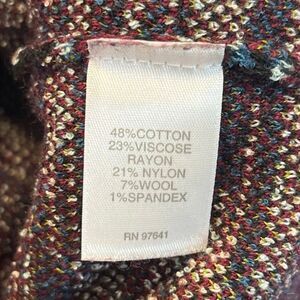 48%COTTON
23%VISCOSE
RAYON
21% NYLON
7%WOOL
1%SPANDEX
RN 97641